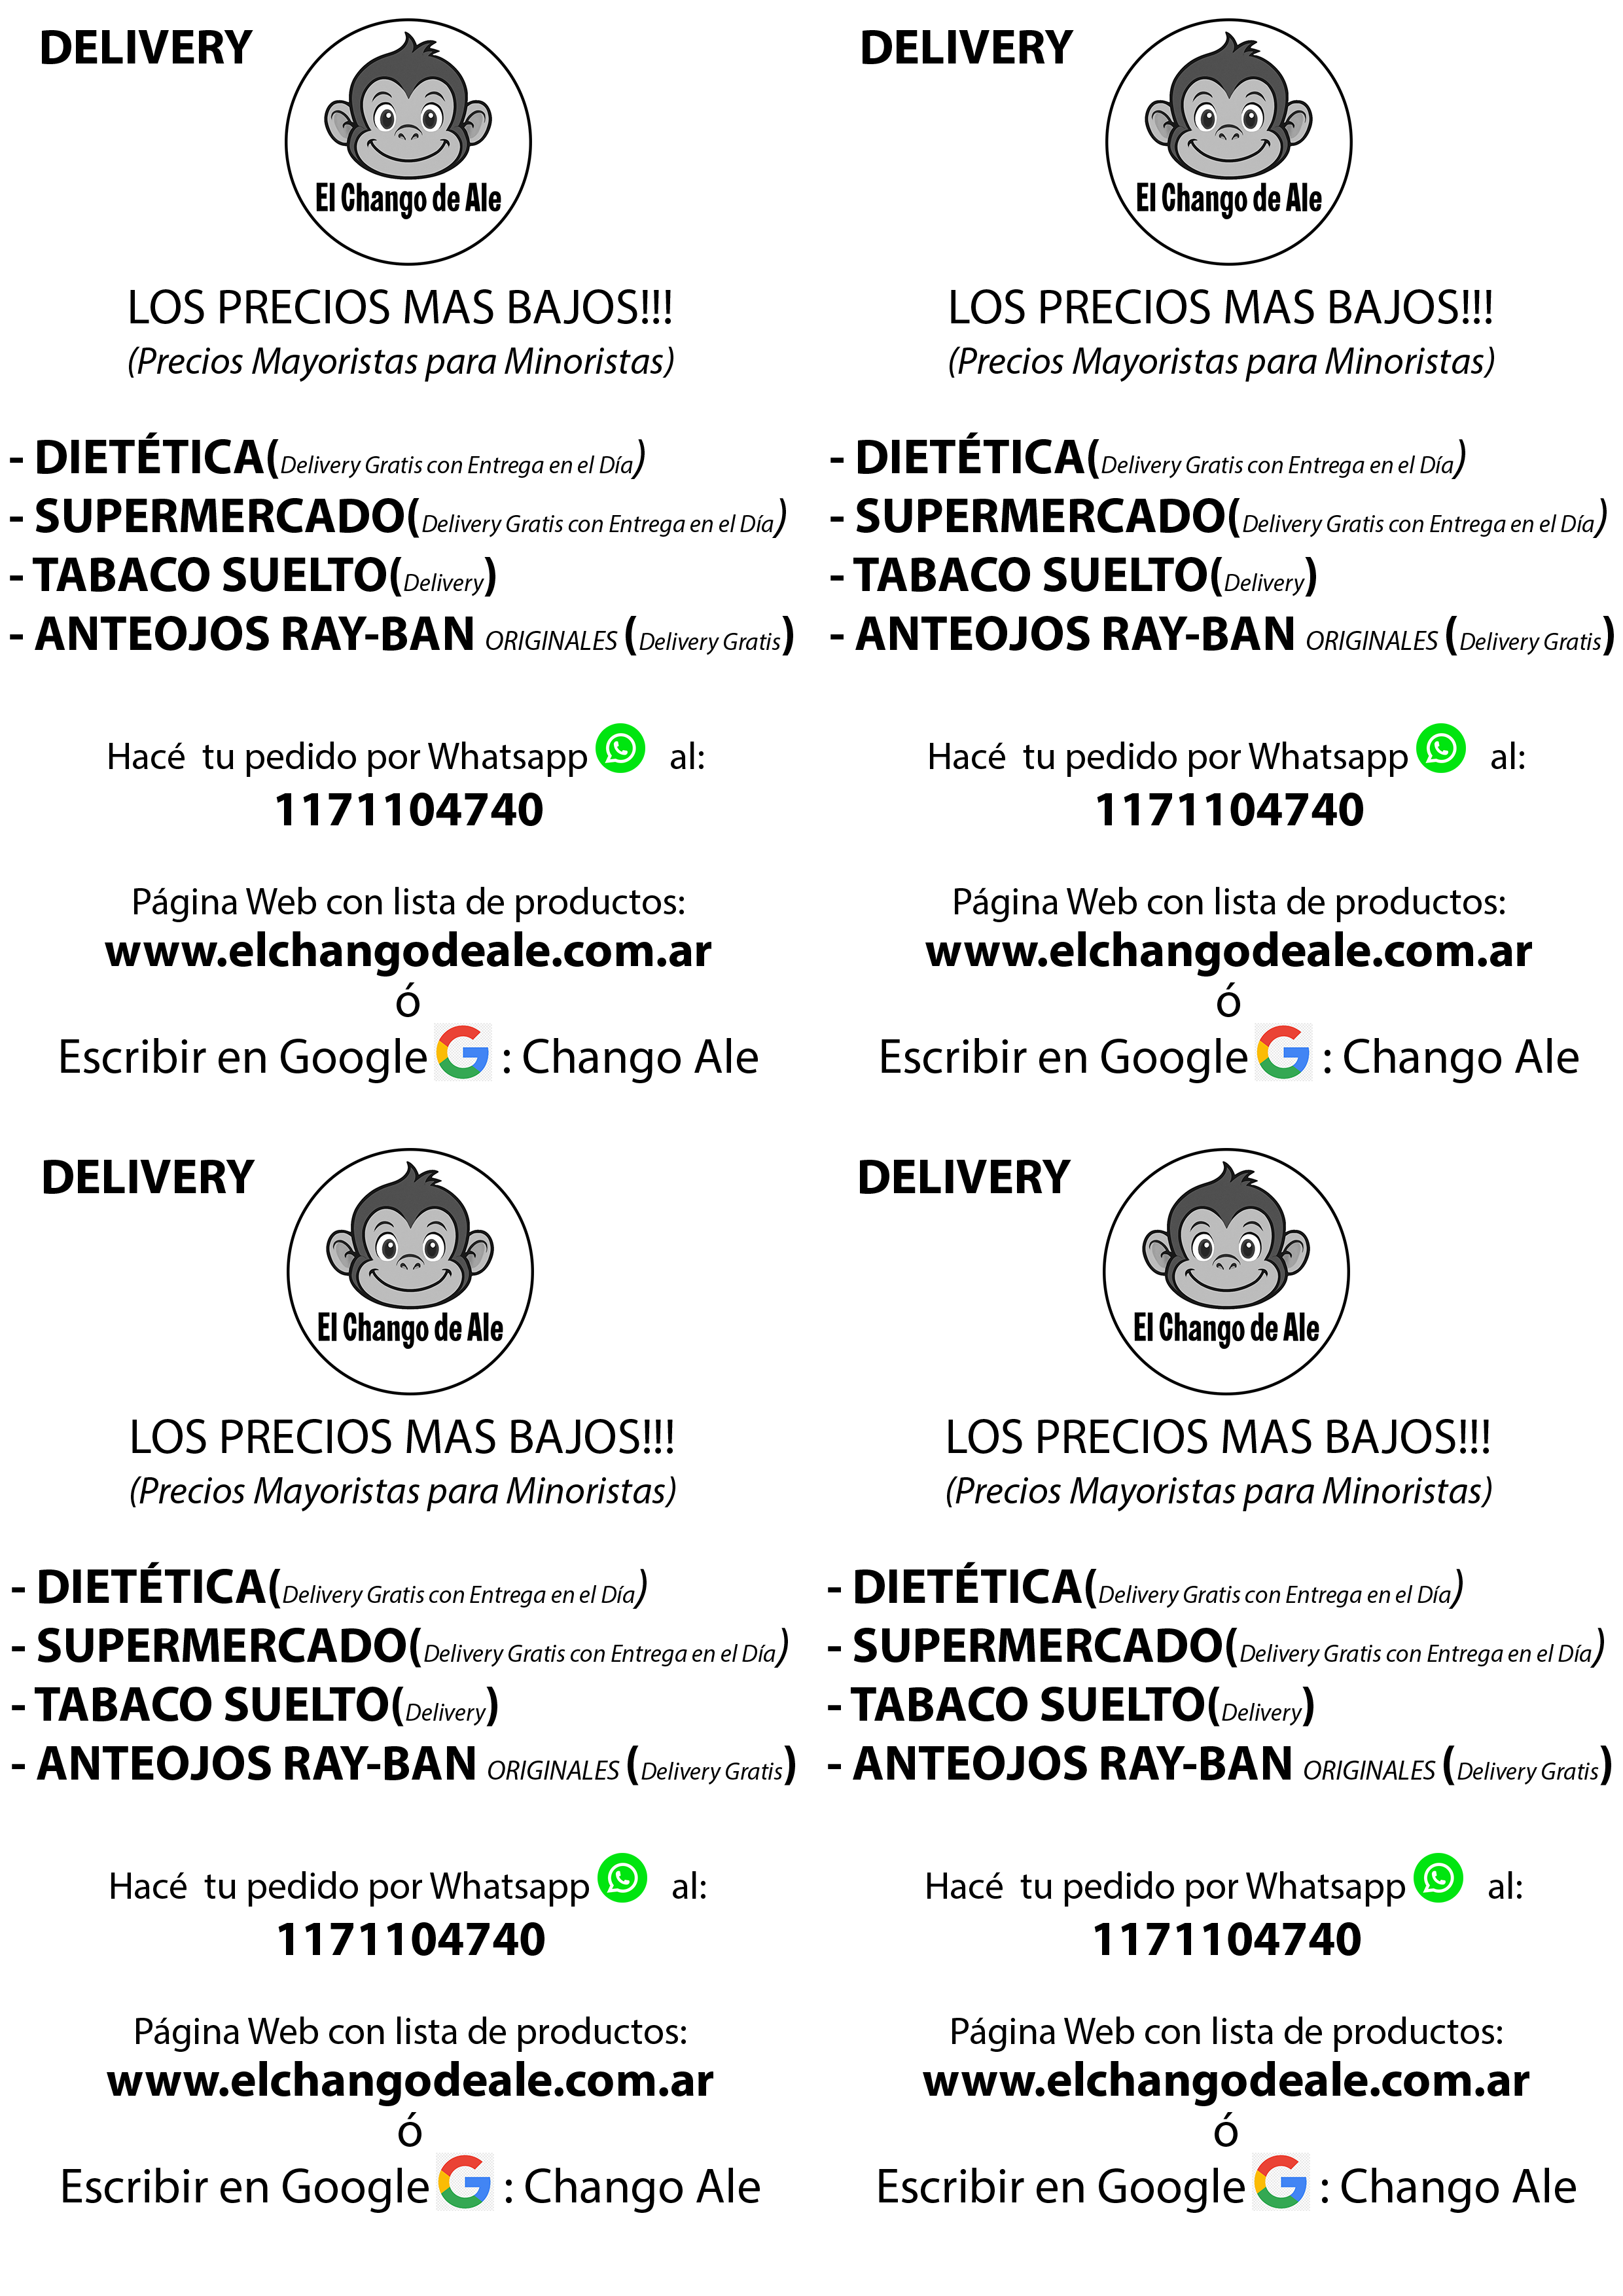 DELIVERY
El Chango de Ale
LOS PRECIOS MAS BAJOS!!!
(Precios Mayoristas para Minoristas)
- DIETÉTICA(Delivery Gratis con Entrega en el Día)
- SUPERMERCADO(Delivery Gratis con Entrega en el Día)
- TABACO SUELTO(Delivery)
- ANTEOJOS RAY-BAN ORIGINALES (Delivery Gratis)
Hacé tu pedido por Whatsapp al:
1171104740
Página Web con lista de productos:
www.elchangodeale.com.ar
ó
Escribir en Google : Chango Ale
DELIVERY
El Chango de Ale
LOS PRECIOS MAS BAJOS!!!
(Precios Mayoristas para Minoristas)
- DIETÉTICA(Delivery Gratis con Entrega en el Día)
- SUPERMERCADO(Delivery Gratis con Entrega en el Día)
- TABACO SUELTO(Delivery)
- ANTEOJOS RAY-BAN ORIGINALES (Delivery Gratis)
Hacé tu pedido por Whatsapp al:
1171104740
Página Web con lista de productos:
www.elchangodeale.com.ar
ó
Escribir en Google : Chango Ale
DELIVERY
El Chango de Ale
LOS PRECIOS MAS BAJOS!!!
(Precios Mayoristas para Minoristas)
- DIETÉTICA(Delivery Gratis con Entrega en el Día)
- SUPERMERCADO(Delivery Gratis con Entrega en el Día)
- TABACO SUELTO(Delivery)
- ANTEOJOS RAY-BAN ORIGINALES (Delivery Gratis)
Hacé tu pedido por Whatsapp al:
1171104740
Página Web con lista de productos:
www.elchangodeale.com.ar
ó
Escribir en Google : Chango Ale
DELIVERY
El Chango de Ale
LOS PRECIOS MAS BAJOS!!!
(Precios Mayoristas para Minoristas)
- DIETÉTICA(Delivery Gratis con Entrega en el Día)
- SUPERMERCADO(Delivery Gratis con Entrega en el Día)
- TABACO SUELTO(Delivery)
- ANTEOJOS RAY-BAN ORIGINALES (Delivery Gratis)
Hacé tu pedido por Whatsapp al:
1171104740
Página Web con lista de productos:
www.elchangodeale.com.ar
ó
Escribir en Google : Chango Ale